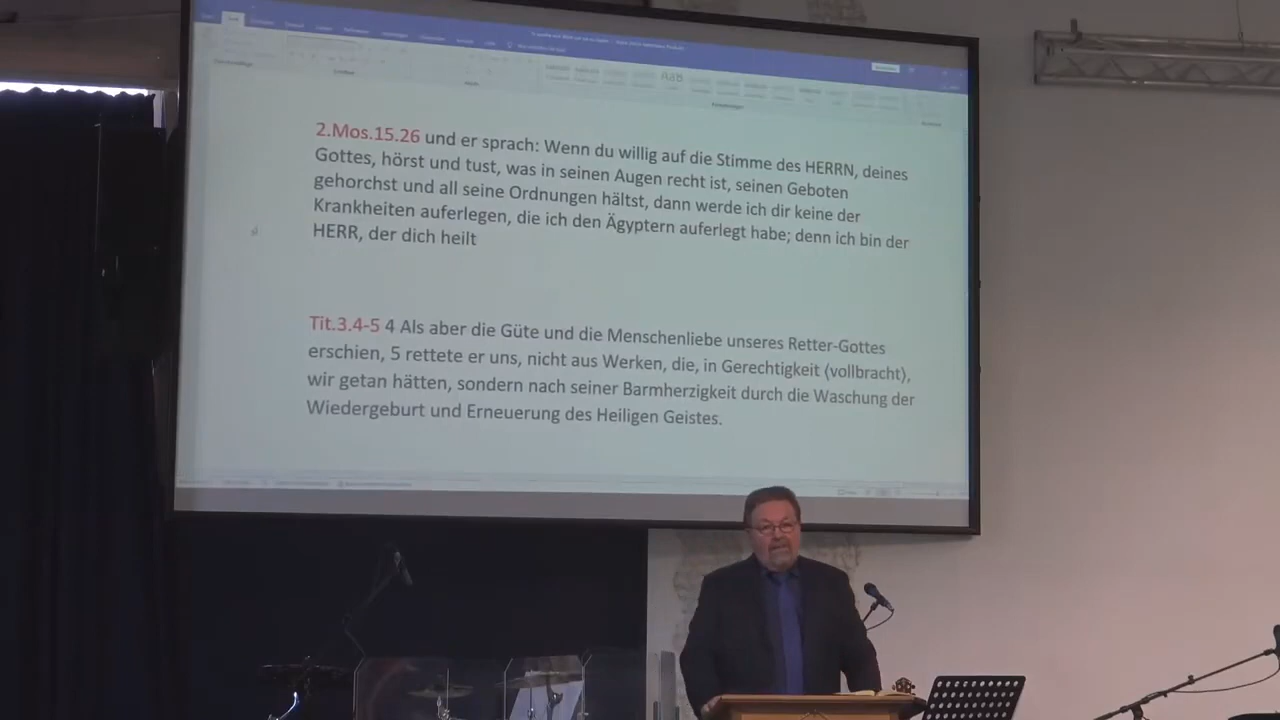 AaB
2.Mos.15.26 und er sprach: Wenn du willig auf die Stimme des HERRN, deines
Gottes, hörst und tust, was in seinen Augen recht ist, seinen Geboten
gehorchst und all seine Ordnungen hältst, dann werde ich dir keine der
Krankheiten auferlegen, die ich den Ägyptern auferlegt habe; denn ich bin der
HERR, der dich heilt
Tit.3.4-5 4 Als aber die Güte und die Menschenliebe unseres Retter-Gottes
erschien, 5 rettete er uns, nicht aus Werken, die, in Gerechtigkeit (vollbracht),
wir getan hätten, sondern nach seiner Barmherzigkeit durch die Waschung der
Wiedergeburt und Erneuerung des Heiligen Geistes.